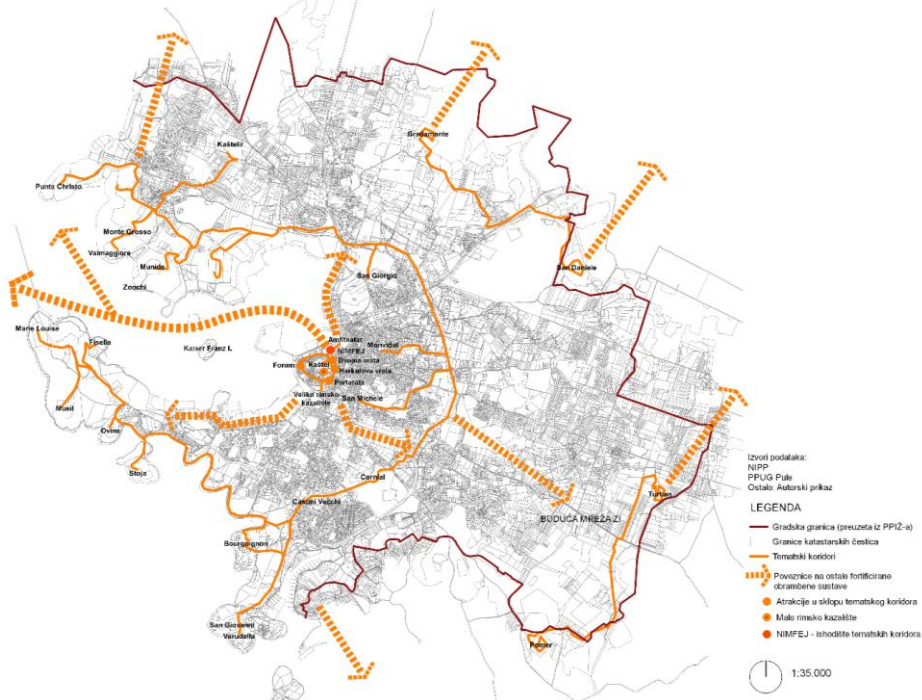 Bradamante
Kaštelir
Punta Christo
Monte Grosso
Valmaggiore
Munide
Zonchi
San Daniele
San Giorgio
Marie Louise
Fisella
Kaiser Franz I.
Amfiteatar
NIMFEJ
Monvidal
Dvojna vrata
Forum
Kaštel
Herkulova vrata
Portarata
Veliko rimsko
kazalište
San Michele
Musil
Ovina
Stoja
Cornial
Casoni Vecchi
Turtian
BUDUĆA MREŽA ZI
Bourguignon
San Giovanni
Verudella
Pomer
Izvori podataka:
NIPP
PPUG Pule
Ostalo: Autorski prikaz
LEGENDA
Gradska granica (preuzeta iz PPIŽ-a)
Granice katastarskih čestica
Tematski koridori
Poveznice na ostale fortificirane
obrambene sustave
Atrakcije u sklopu tematskog koridora
Malo rimsko kazalište
NIMFEJ - ishodište tematskih koridora
1:35.000